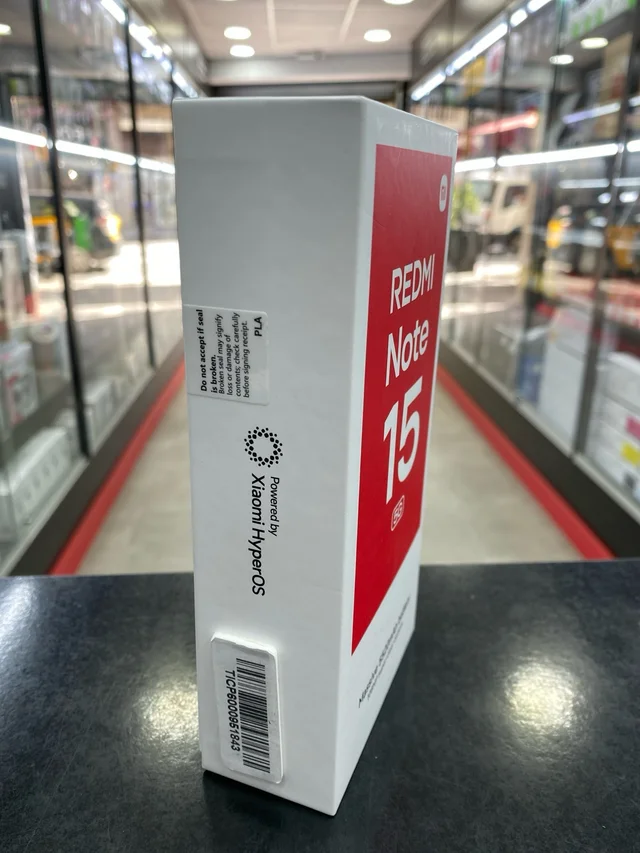 Do not accept if seal
is broken.
Broken seal may signify
loss or damage of
contents; check carefully
before signing receipt.
PLA
Powered by
Xiaomi HyperOS
TICP6000951843
REDMI
Note
15
5G